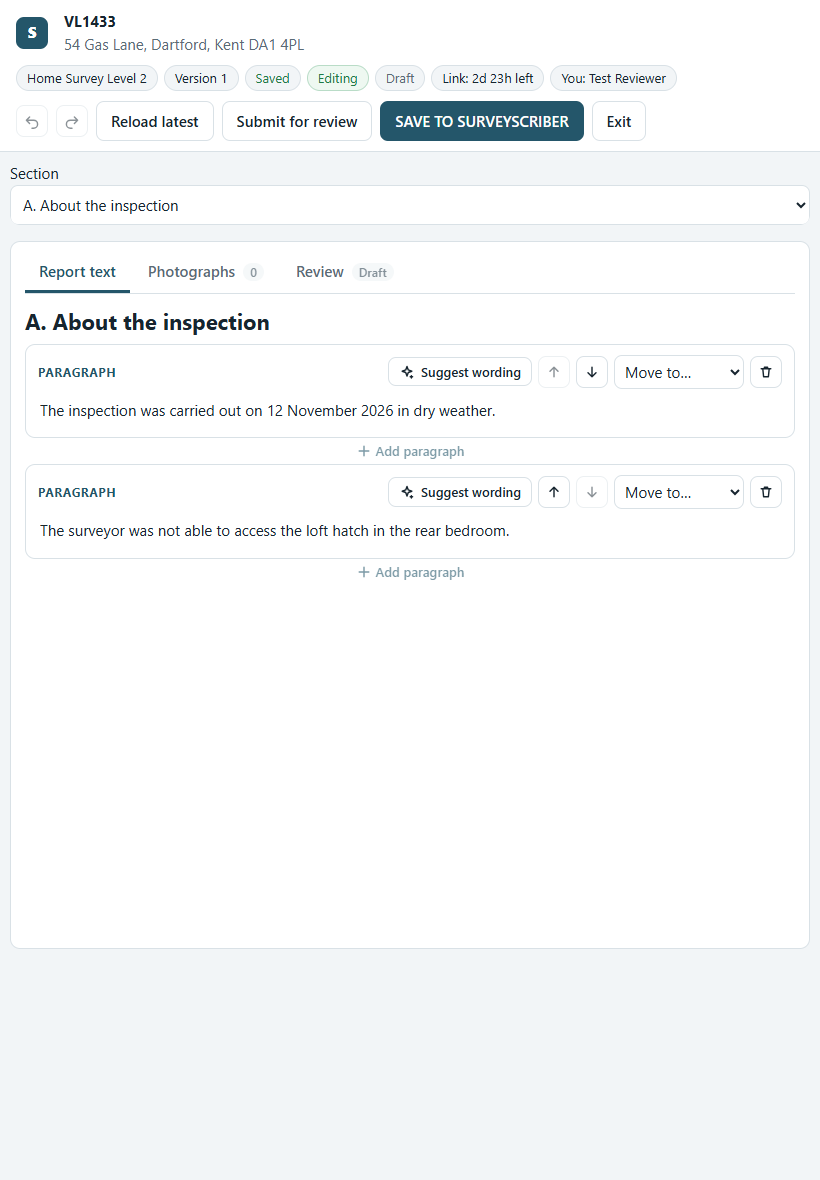 S
VL1433
54 Gas Lane, Dartford, Kent DA1 4PL
Home Survey Level 2 Version 1 Saved Editing Draft Link: 2d 23h left You: Test Reviewer
Reload latest Submit for review SAVE TO SURVEYSCRIBER Exit
Section
A. About the inspection
Report text Photographs 0 Review Draft
A. About the inspection
PARAGRAPH Suggest wording Move to...
The inspection was carried out on 12 November 2026 in dry weather.
Add paragraph
PARAGRAPH Suggest wording Move to...
The surveyor was not able to access the loft hatch in the rear bedroom.
Add paragraph